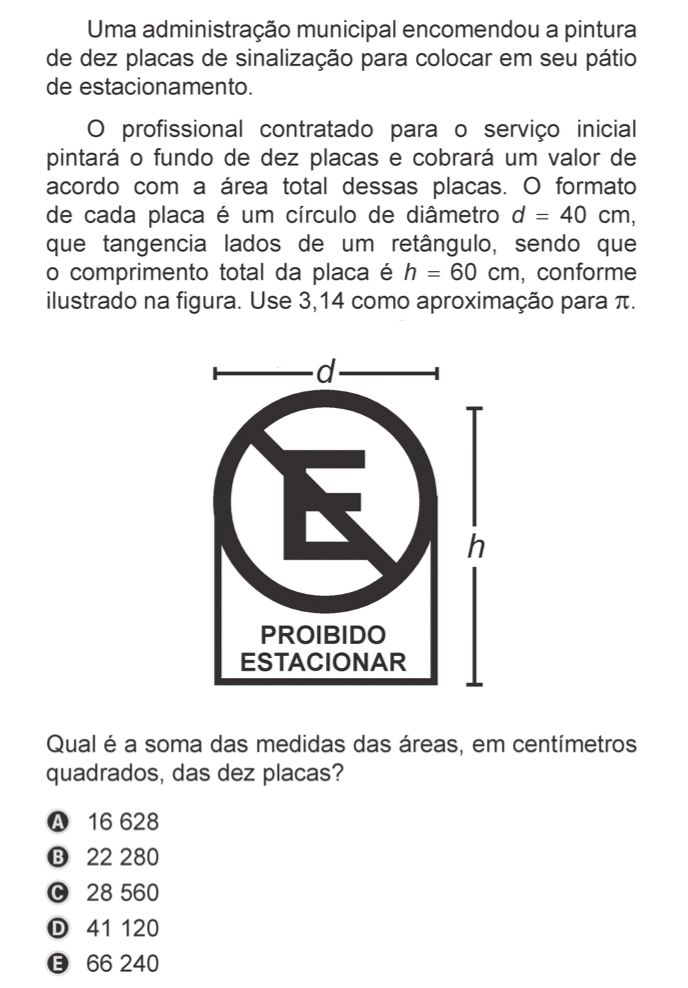 Uma administração municipal encomendou a pintura
de dez placas de sinalização para colocar em seu pátio
de estacionamento.
O profissional contratado para o serviço inicial
pintará o fundo de dez placas e cobrará um valor de
acordo com a área total dessas placas. O formato
de cada placa é um círculo de diâmetro d = 40 cm,
que tangencia lados de um retângulo, sendo que
o comprimento total da placa é h = 60 cm, conforme
ilustrado na figura. Use 3,14 como aproximação para π.
d
E
h
PROIBIDO
ESTACIONAR
Qual é a soma das medidas das áreas, em centímetros
quadrados, das dez placas?
A 16 628
B 22 280
C 28 560
D 41 120
E 66 240